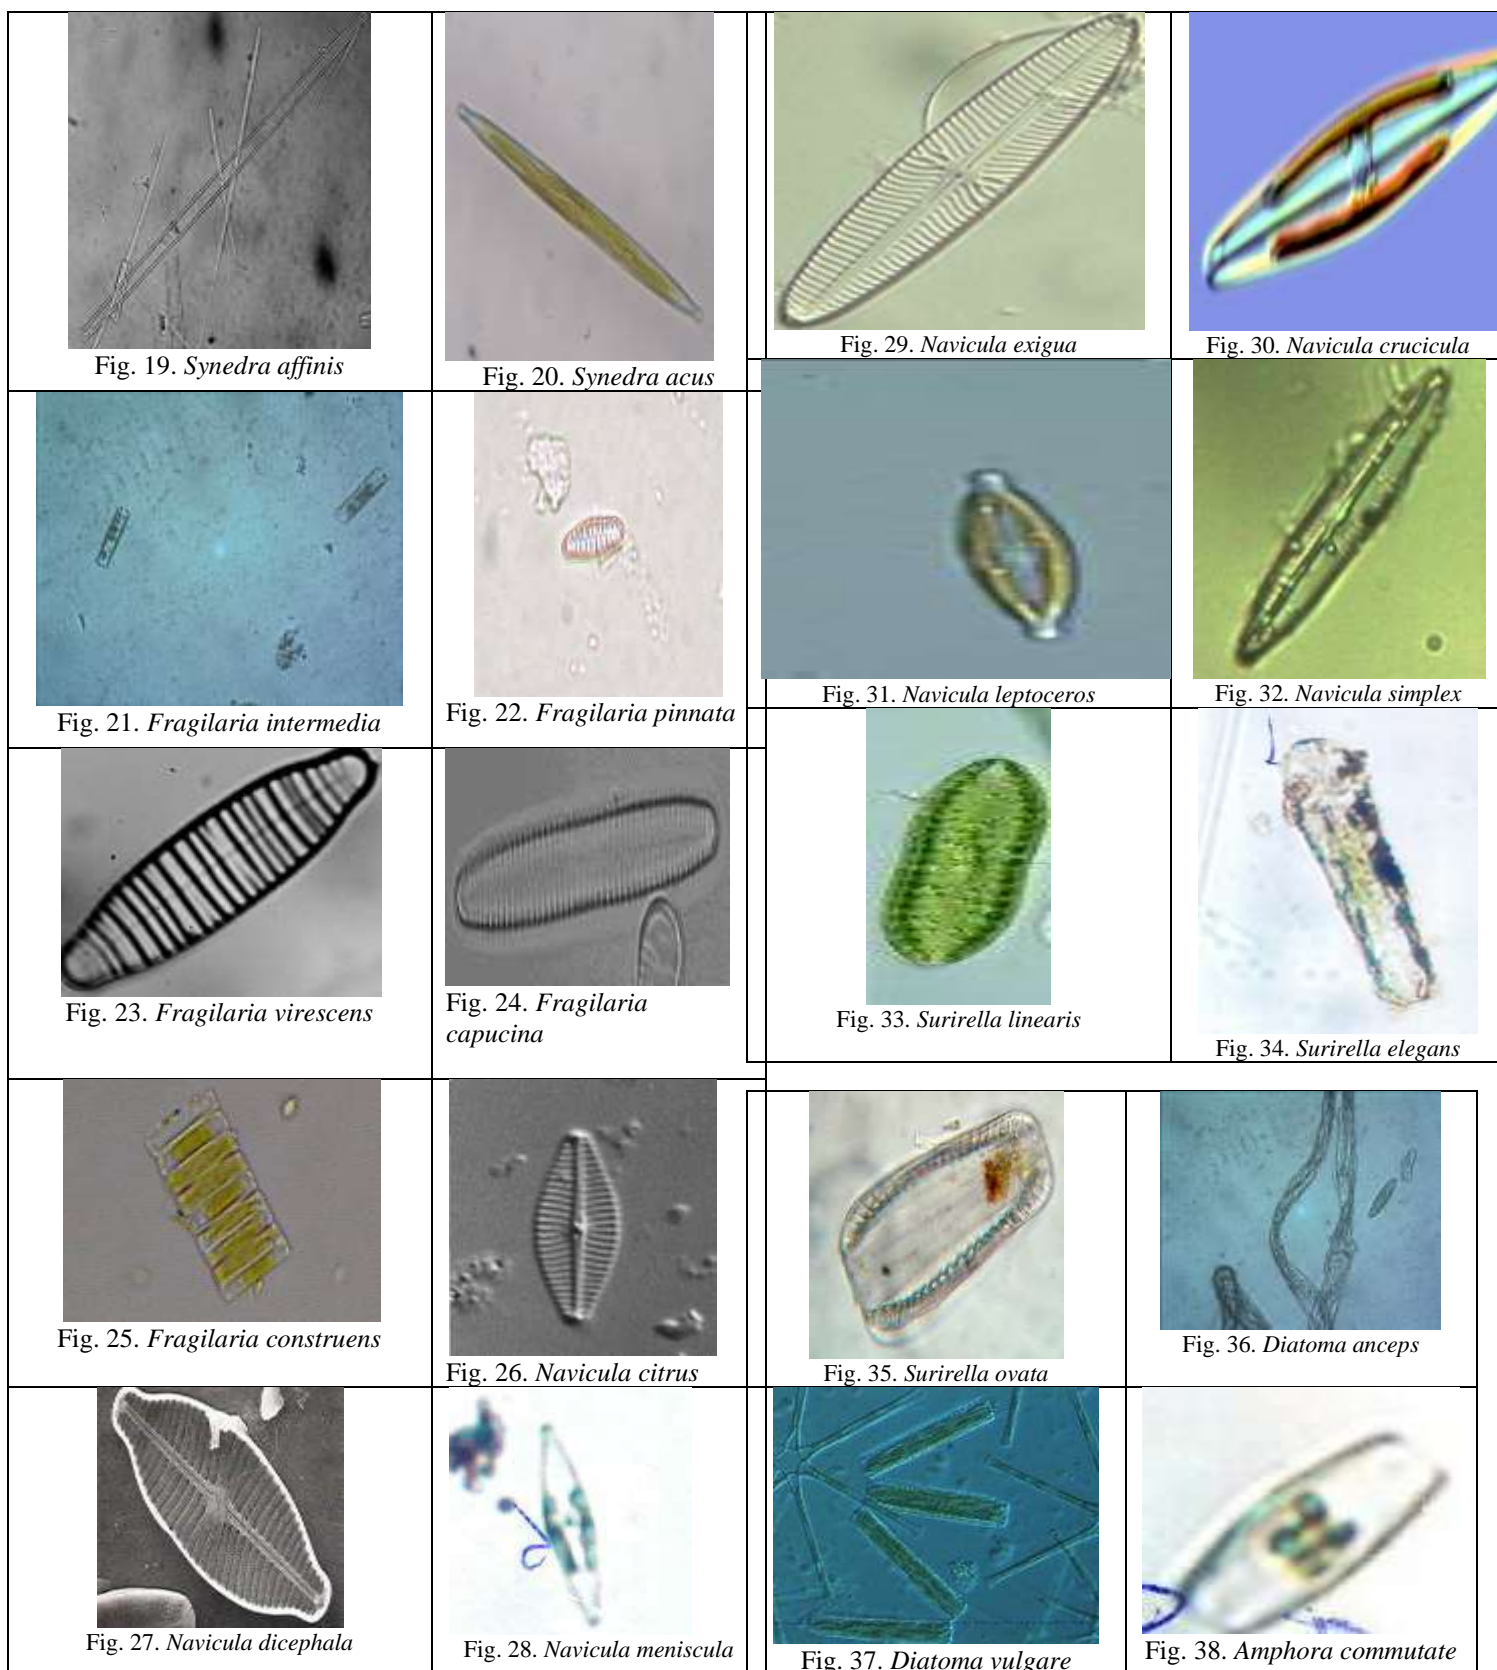 Fig. 19. Synedra affinis
Fig. 20. Synedra acus
Fig. 21. Fragilaria intermedia
Fig. 22. Fragilaria pinnata
Fig. 23. Fragilaria virescens
Fig. 24. Fragilaria
capucina
Fig. 25. Fragilaria construens
Fig. 26. Navicula citrus
Fig. 27. Navicula dicephala
Fig. 28. Navicula meniscula
Fig. 29. Navicula exigua
Fig. 30. Navicula crucicula
Fig. 31. Navicula leptoceros
Fig. 32. Navicula simplex
Fig. 33. Surirella linearis
Fig. 34. Surirella elegans
Fig. 35. Surirella ovata
Fig. 36. Diatoma anceps
Fig. 37. Diatoma vulgare
Fig. 38. Amphora commutate